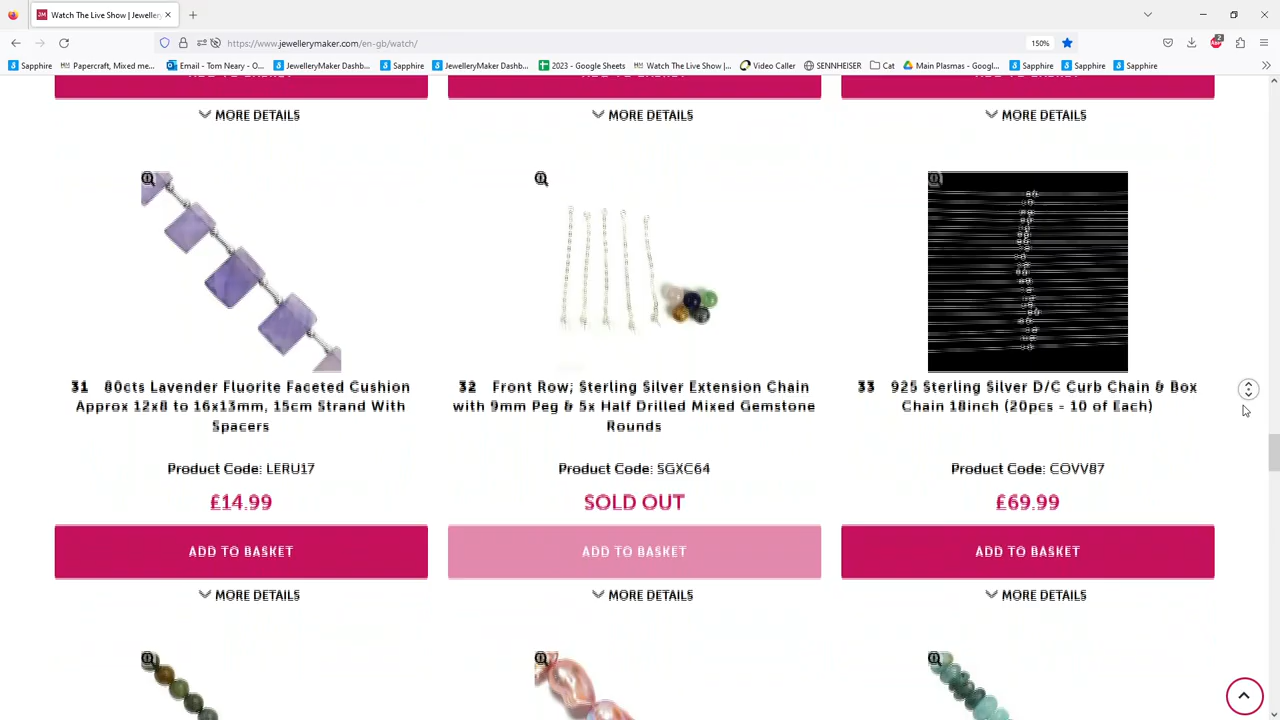 Watch The Live Show | Jeweller
https://www.jewellerymaker.com/en-gb/watch/
150%
2
Sapphire
Papercraft, Mixed me...
Email - Tom Neary - O...
JewelleryMaker Dashb...
Sapphire
JewelleryMaker Dashb...
2023 - Google Sheets
Watch The Live Show |...
Video Caller
SENNHEISER
Cat
Main Plasmas - Googl...
Sapphire
Sapphire
Sapphire
MORE DETAILS
MORE DETAILS
MORE DETAILS
31 80cts Lavender Fluorite Faceted Cushion
Approx 12x8 to 16x13mm, 15cm Strand With
Spacers
Product Code: LERU17
£14.99
ADD TO BASKET
MORE DETAILS
32 Front Row; Sterling Silver Extension Chain
with 9mm Peg & 5x Half Drilled Mixed Gemstone
Rounds
Product Code: SGXC64
SOLD OUT
ADD TO BASKET
MORE DETAILS
33 925 Sterling Silver D/C Curb Chain & Box
Chain 18inch (20pcs = 10 of Each)
Product Code: COVV87
£69.99
ADD TO BASKET
MORE DETAILS